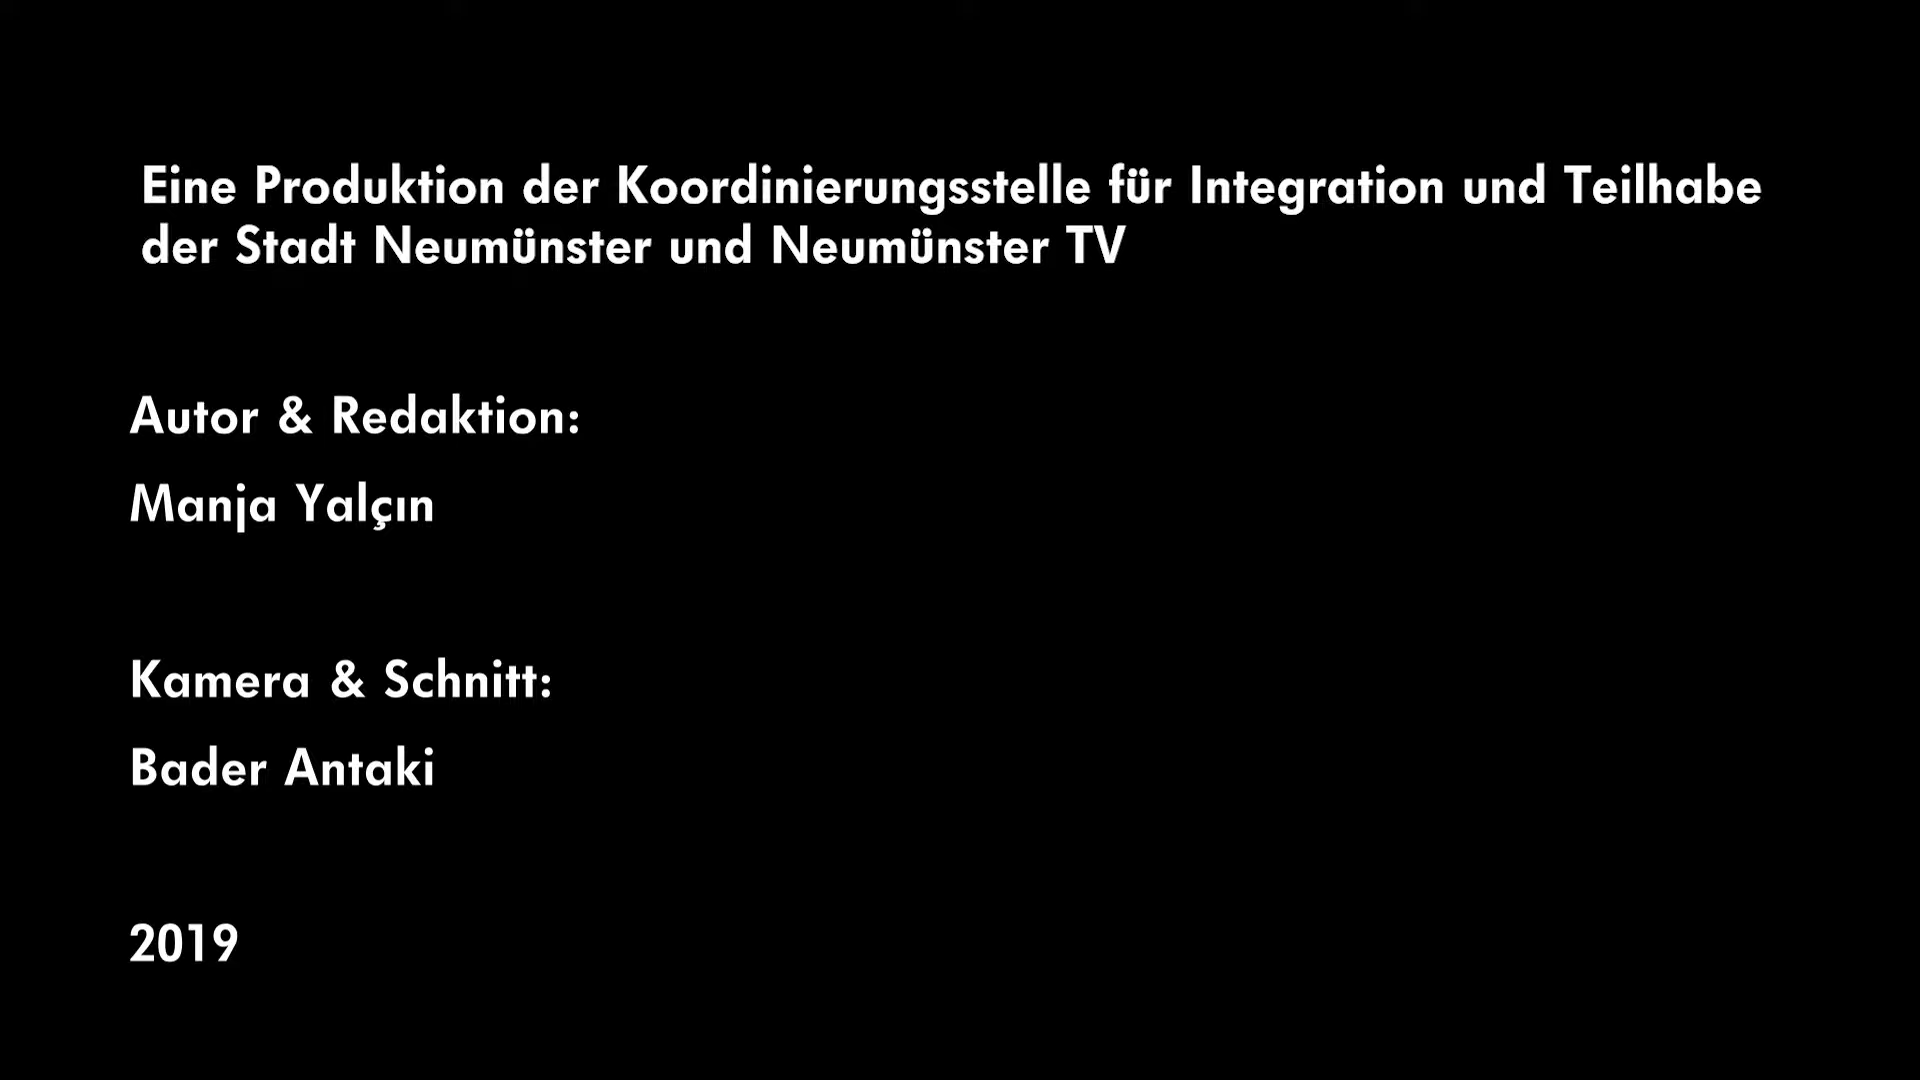 Eine Produktion der Koordinierungsstelle für Integration und Teilhabe
der Stadt Neumünster und Neumünster TV
Autor & Redaktion:
Manja Yalçın
Kamera & Schnitt:
Bader Antaki
2019